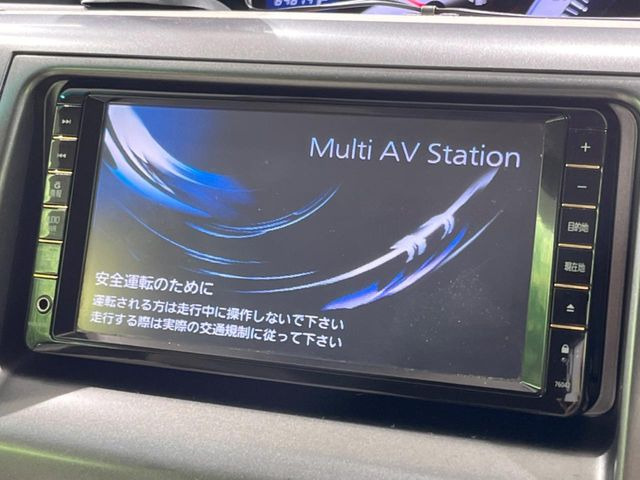 Multi AV Station
安全運転のために
運転される方は走行中に操作しないで下さい
走行する際は実際の交通規制に従って下さい
情報
+
−
目的地
現在地
76042